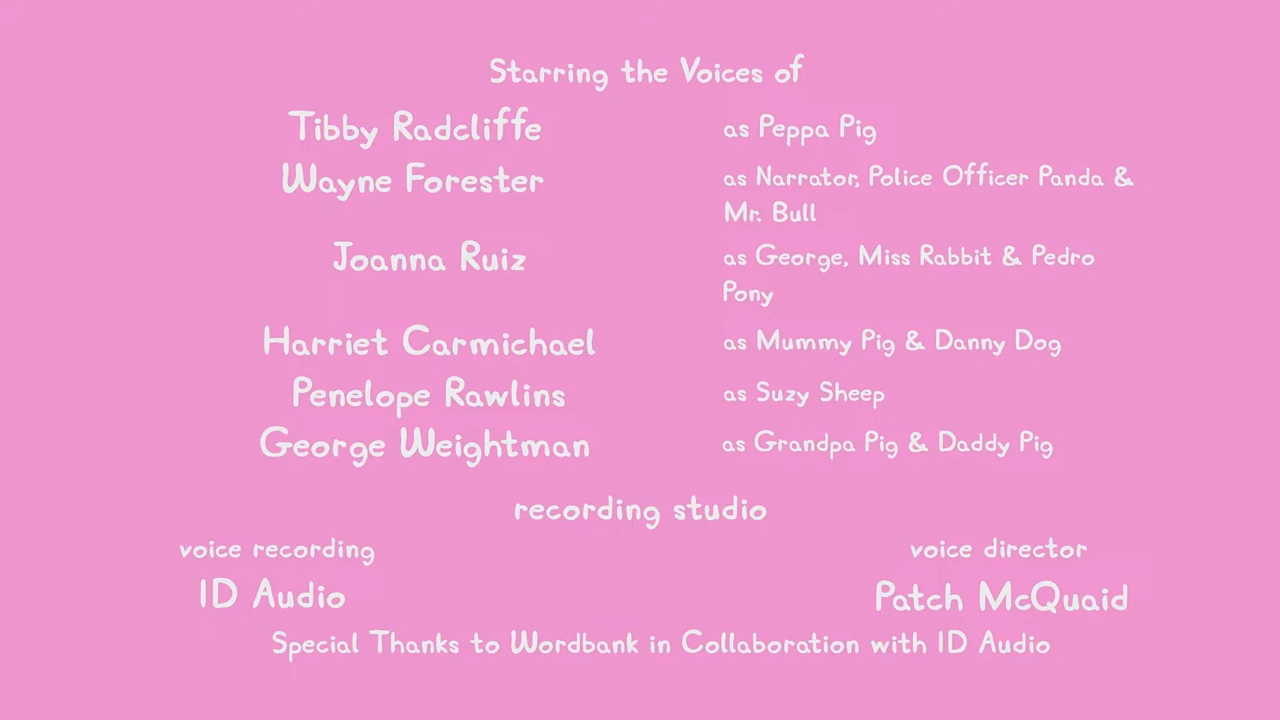 Starring the Voices of
Tibby Radcliffe as Peppa Pig
Wayne Forester as Narrator, Police Officer Panda &
Mr. Bull
Joanna Ruiz as George, Miss Rabbit & Pedro
Pony
Harriet Carmichael as Mummy Pig & Danny Dog
Penelope Rawlins as Suzy Sheep
George Weightman as Grandpa Pig & Daddy Pig
recording studio
voice recording voice director
ID Audio Patch McQuaid
Special Thanks to Wordbank in Collaboration with ID Audio